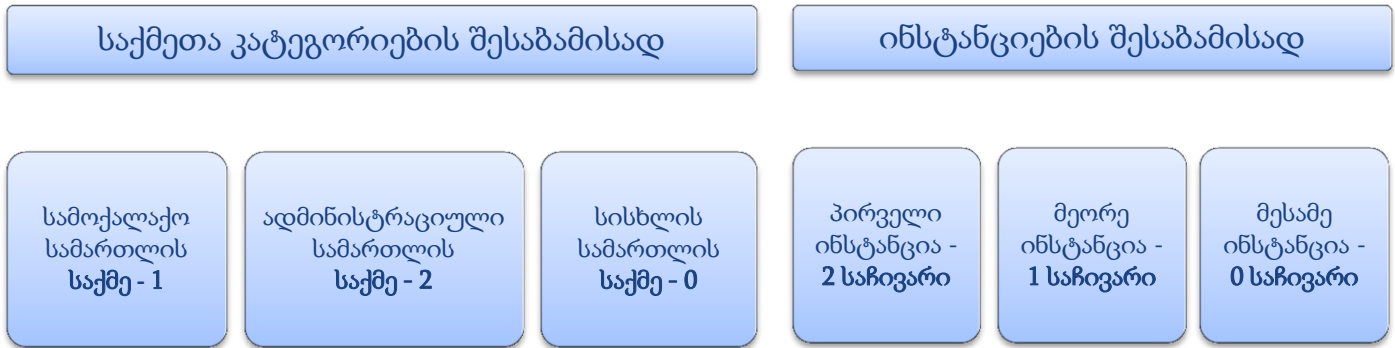 საქმეთა კატეგორიების შესაბამისად
ინსტანციების შესაბამისად
სამოქალაქო
სამართლის
საქმე - 1
ადმინისტრაციული
სამართლის
საქმე - 2
სისხლის
სამართლის
საქმე - 0
პირველი
ინსტანცია -
2 საჩივარი
მეორე
ინსტანცია -
1 საჩივარი
მესამე
ინსტანცია -
0 საჩივარი